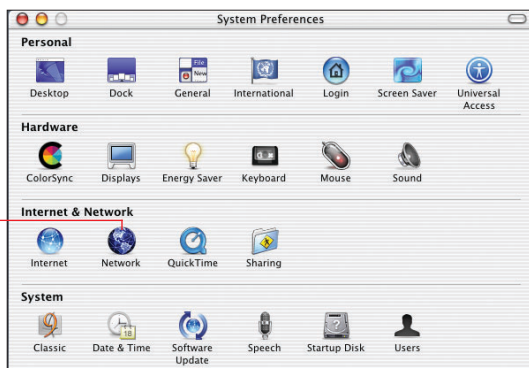 System Preferences
Personal
Desktop Dock General International Login Screen Saver Universal Access
Hardware
ColorSync Displays Energy Saver Keyboard Mouse Sound
Internet & Network
Internet Network QuickTime Sharing
System
Classic Date & Time Software Update Speech Startup Disk Users